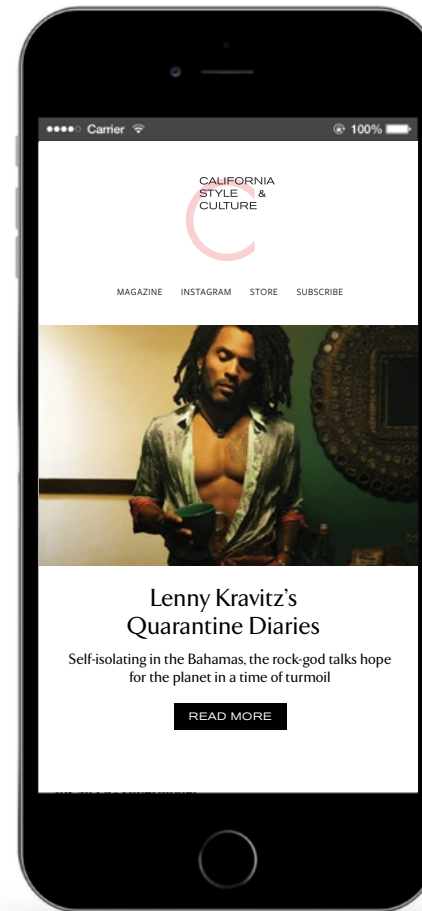 Carrier 100%
CALIFORNIA
STYLE &
CULTURE
MAGAZINE INSTAGRAM STORE SUBSCRIBE
Lenny Kravitz’s
Quarantine Diaries
Self-isolating in the Bahamas, the rock-god talks hope
for the planet in a time of turmoil
READ MORE